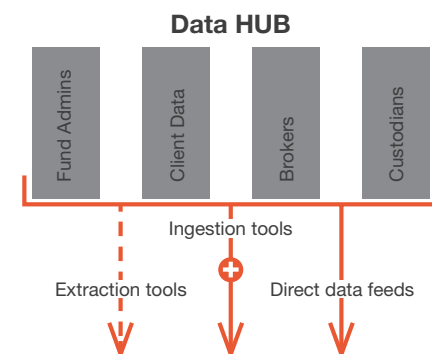 Data HUB
Fund Admins
Client Data
Brokers
Custodians
Ingestion tools
Extraction tools
Direct data feeds